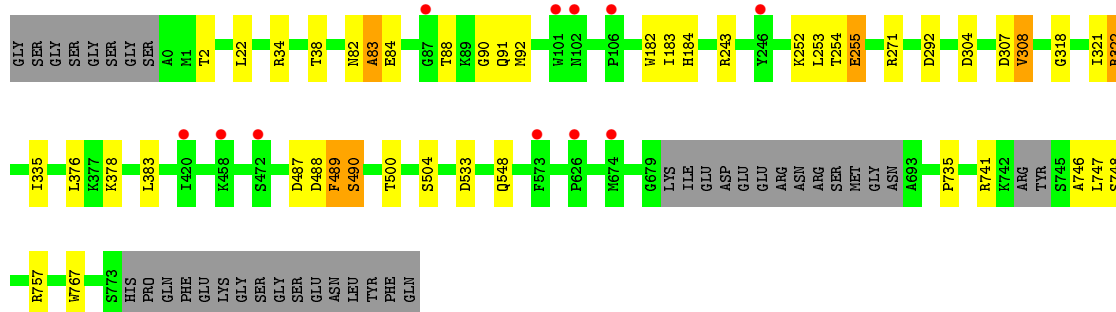 GLY SER GLY SER GLY SER A0 M1 T2 L22 R34 T38 N82 A83 E84 G87 T88 K89 G90 Q91 M92 W101 N102 P106 W182 I183 H184 R243 Y246 K252 L253 T254 E255 R271 D292 D304 D307 V308 G318 I321
I335 L376 K377 K378 L383 I420 K458 S472 D487 D488 F489 S490 T500 S504 D533 Q548 F573 P626 M674 G679 LYS ILE GLU ASP GLU GLU ARG ASN ARG SER MET GLY ASN A693 P735 R741 K742 ARG TYR S745 A746 L747 S748
R757 W767 S773 HIS PRO GLN PHE GLU LYS GLY SER GLY SER GLU ASN LEU TYR PHE GLN